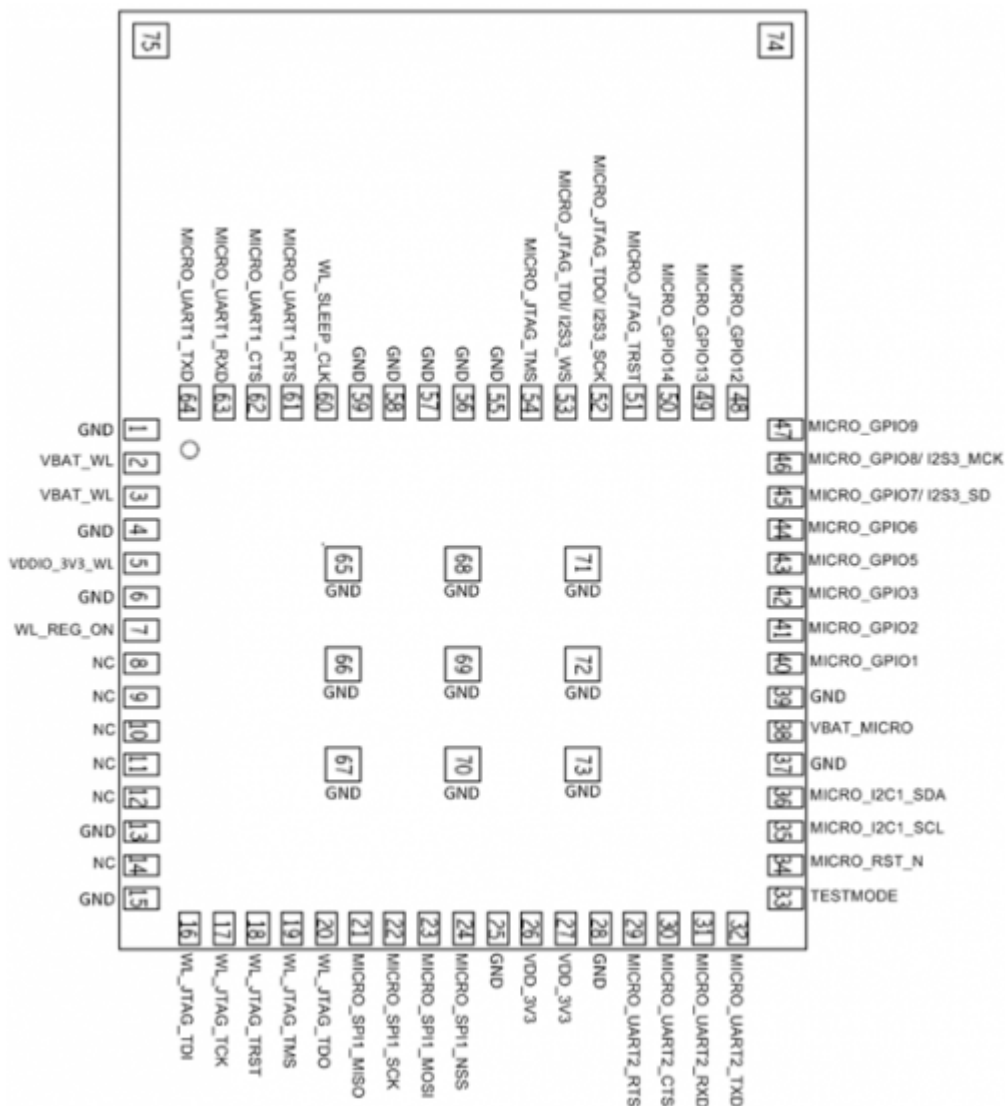 75
74
MICRO_UART1_TXD 64
MICRO_UART1_RXD 63
MICRO_UART1_CTS 62
MICRO_UART1_RTS 61
WL_SLEEP_CLK 60
GND 59
GND 58
GND 57
GND 56
GND 55
MICRO_JTAG_TMS 54
MICRO_JTAG_TDI/ I2S3_WS 53
MICRO_JTAG_TDO/ I2S3_SCK 52
MICRO_JTAG_TRST 51
MICRO_GPIO14 50
MICRO_GPIO13 49
MICRO_GPIO12 48
GND 1
VBAT_WL 2
VBAT_WL 3
GND 4
VDDIO_3V3_WL 5
GND 6
WL_REG_ON 7
NC 8
NC 9
NC 10
NC 11
NC 12
GND 13
NC 14
GND 15
65
GND
68
GND
71
GND
66
GND
69
GND
72
GND
67
GND
70
GND
73
GND
47 MICRO_GPIO9
46 MICRO_GPIO8/ I2S3_MCK
45 MICRO_GPIO7/ I2S3_SD
44 MICRO_GPIO6
43 MICRO_GPIO5
42 MICRO_GPIO3
41 MICRO_GPIO2
40 MICRO_GPIO1
39 GND
38 VBAT_MICRO
37 GND
36 MICRO_I2C1_SDA
35 MICRO_I2C1_SCL
34 MICRO_RST_N
33 TESTMODE
16 WL_JTAG_TDI
17 WL_JTAG_TCK
18 WL_JTAG_TRST
19 WL_JTAG_TMS
20 WL_JTAG_TDO
21 MICRO_SPI1_MISO
22 MICRO_SPI1_SCK
23 MICRO_SPI1_MOSI
24 MICRO_SPI1_NSS
25 GND
26 VDD_3V3
27 VDD_3V3
28 GND
29 MICRO_UART2_RTS
30 MICRO_UART2_CTS
31 MICRO_UART2_RXD
32 MICRO_UART2_TXD